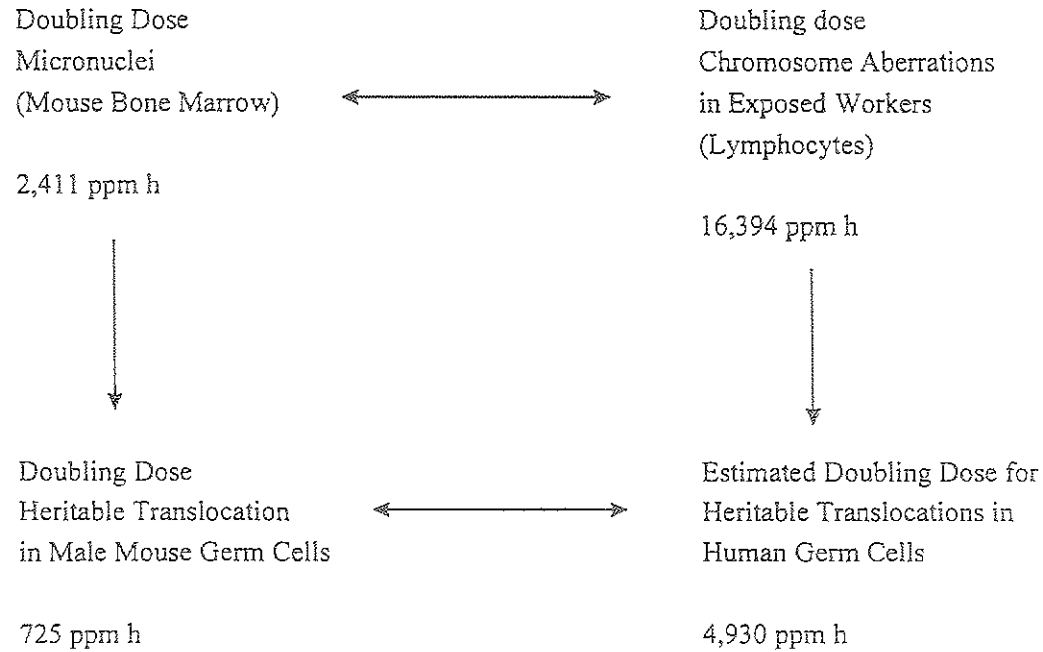 Doubling Dose
Micronuclei
(Mouse Bone Marrow)
2,411 ppm h
Doubling dose
Chromosome Aberrations
in Exposed Workers
(Lymphocytes)
16,394 ppm h
Doubling Dose
Heritable Translocation
in Male Mouse Germ Cells
725 ppm h
Estimated Doubling Dose for
Heritable Translocations in
Human Germ Cells
4,930 ppm h